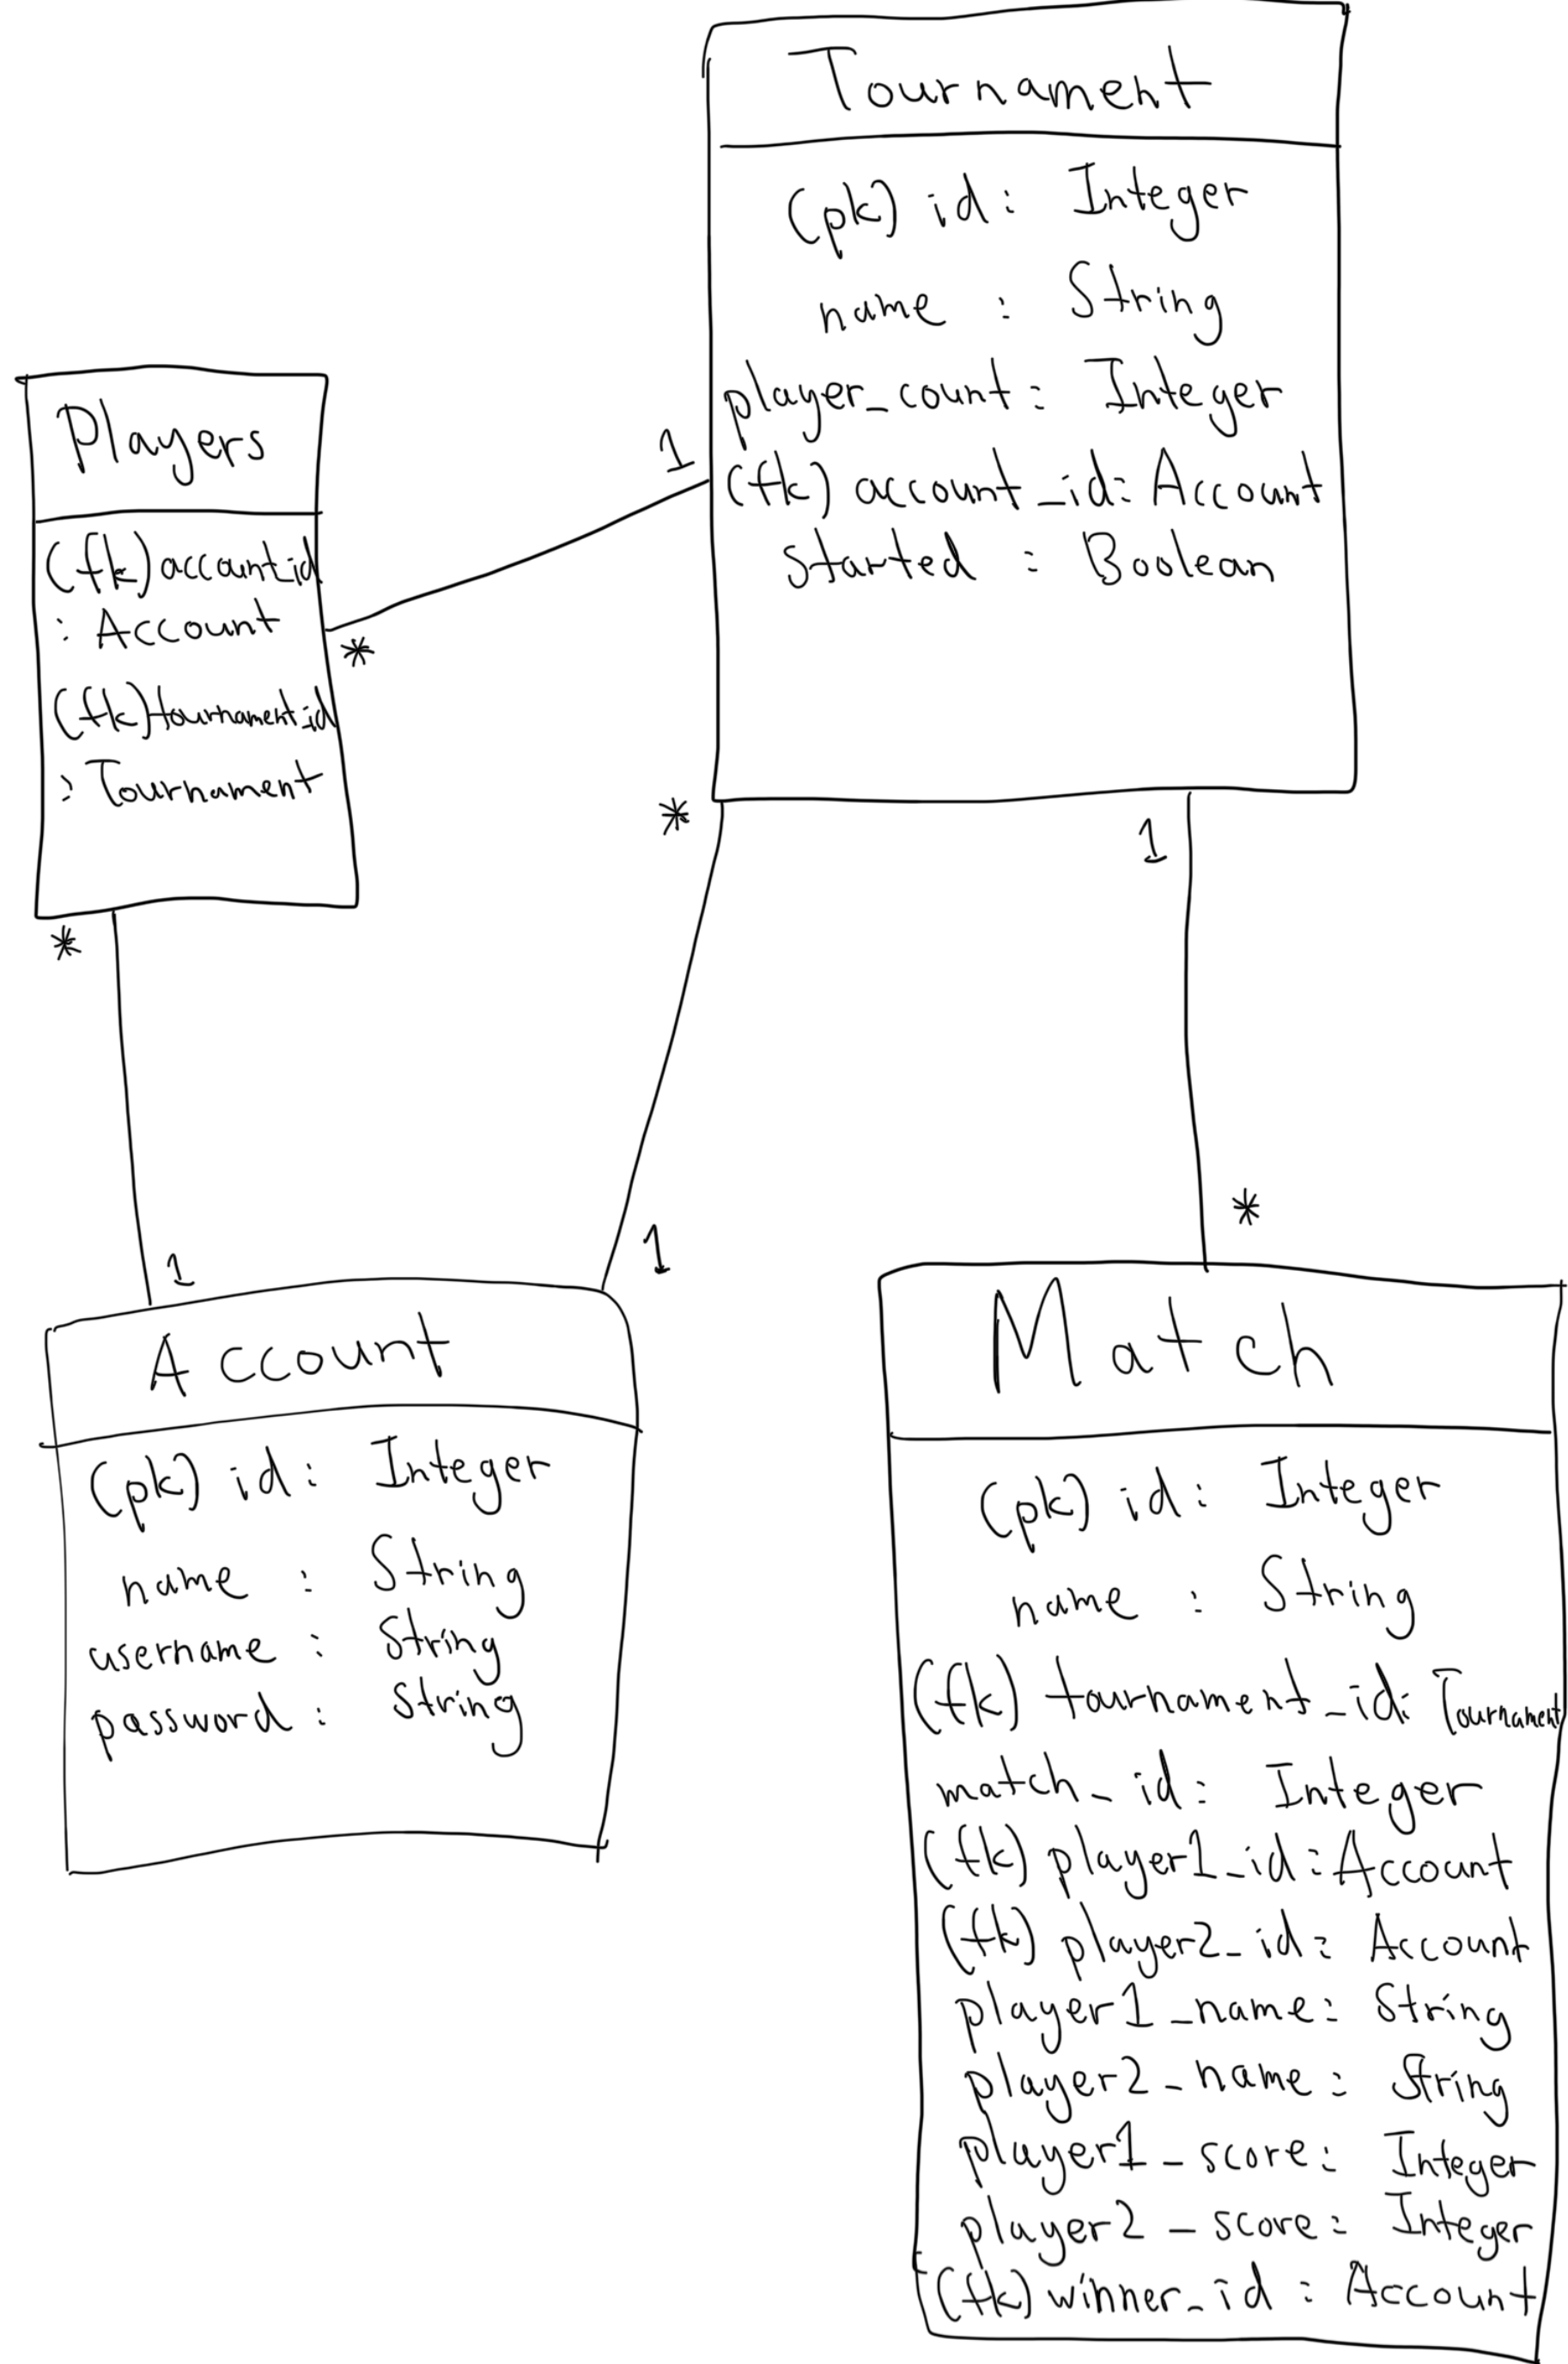 Tournament
(pk) id: Integer
name : String
player_count: Integer
(fk) account_id: Account
started : Boolean
1
Players
(fk) account_id
: Account
(fk) tournament_id
: Tournament
*
*
1
*
1
1
*
Account
(pk) id: Integer
name : String
username : String
password : String
Match
(pk) id: Integer
name : String
(fk) tournament_id: Tournament
match_id: Integer
(fk) player1_id: Account
(fk) player2_id: Account
player1_name: String
player2_name: String
player1_score: Integer
player2_score: Integer
(fk) winner_id : Account